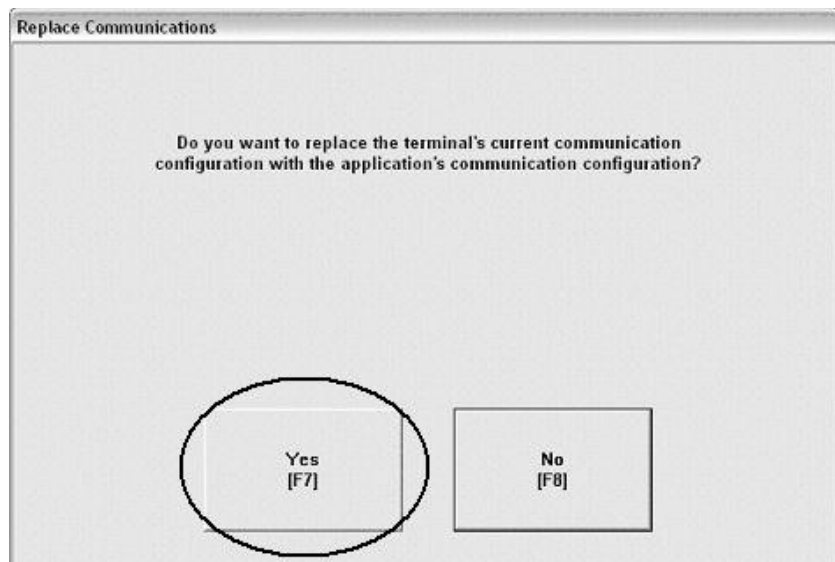 Replace Communications
Do you want to replace the terminal's current communication
configuration with the application's communication configuration?
Yes
[F7]
No
[F8]